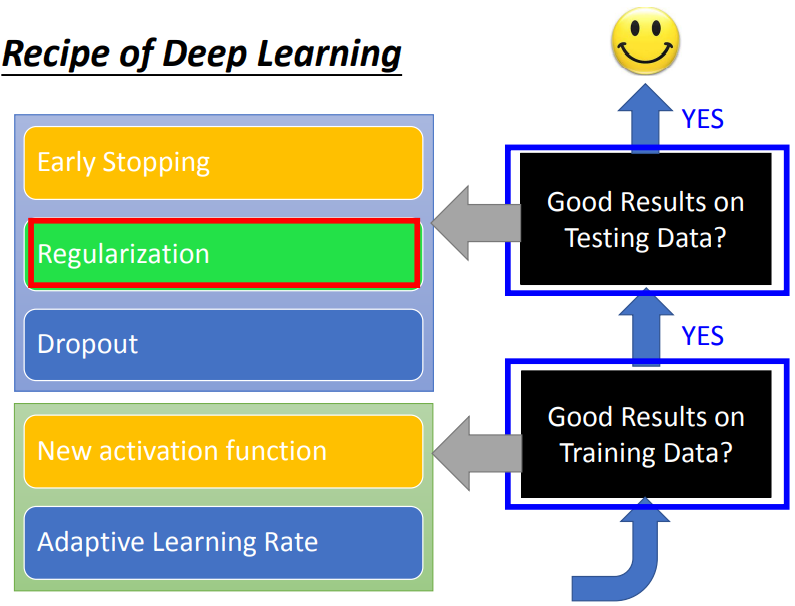 Recipe of Deep Learning
YES
Early Stopping
Good Results on
Testing Data?
Regularization
YES
Dropout
Good Results on
Training Data?
New activation function
Adaptive Learning Rate